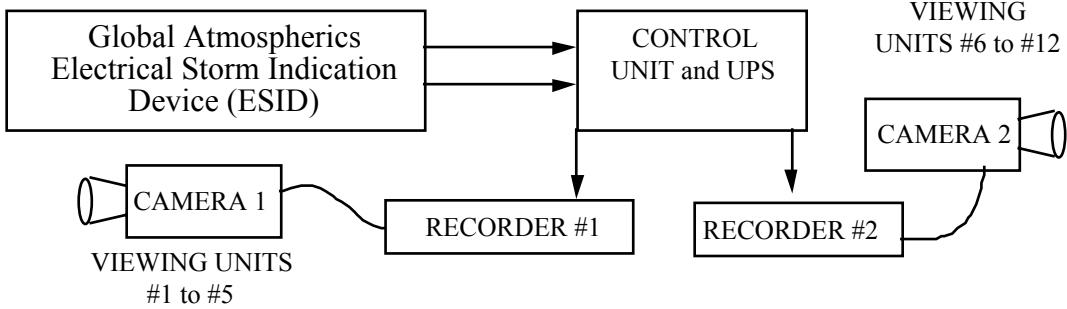 Global Atmospherics
Electrical Storm Indication
Device (ESID)
CONTROL
UNIT and UPS
VIEWING
UNITS #6 to #12
CAMERA 2
CAMERA 1
RECORDER #1
RECORDER #2
VIEWING UNITS
#1 to #5